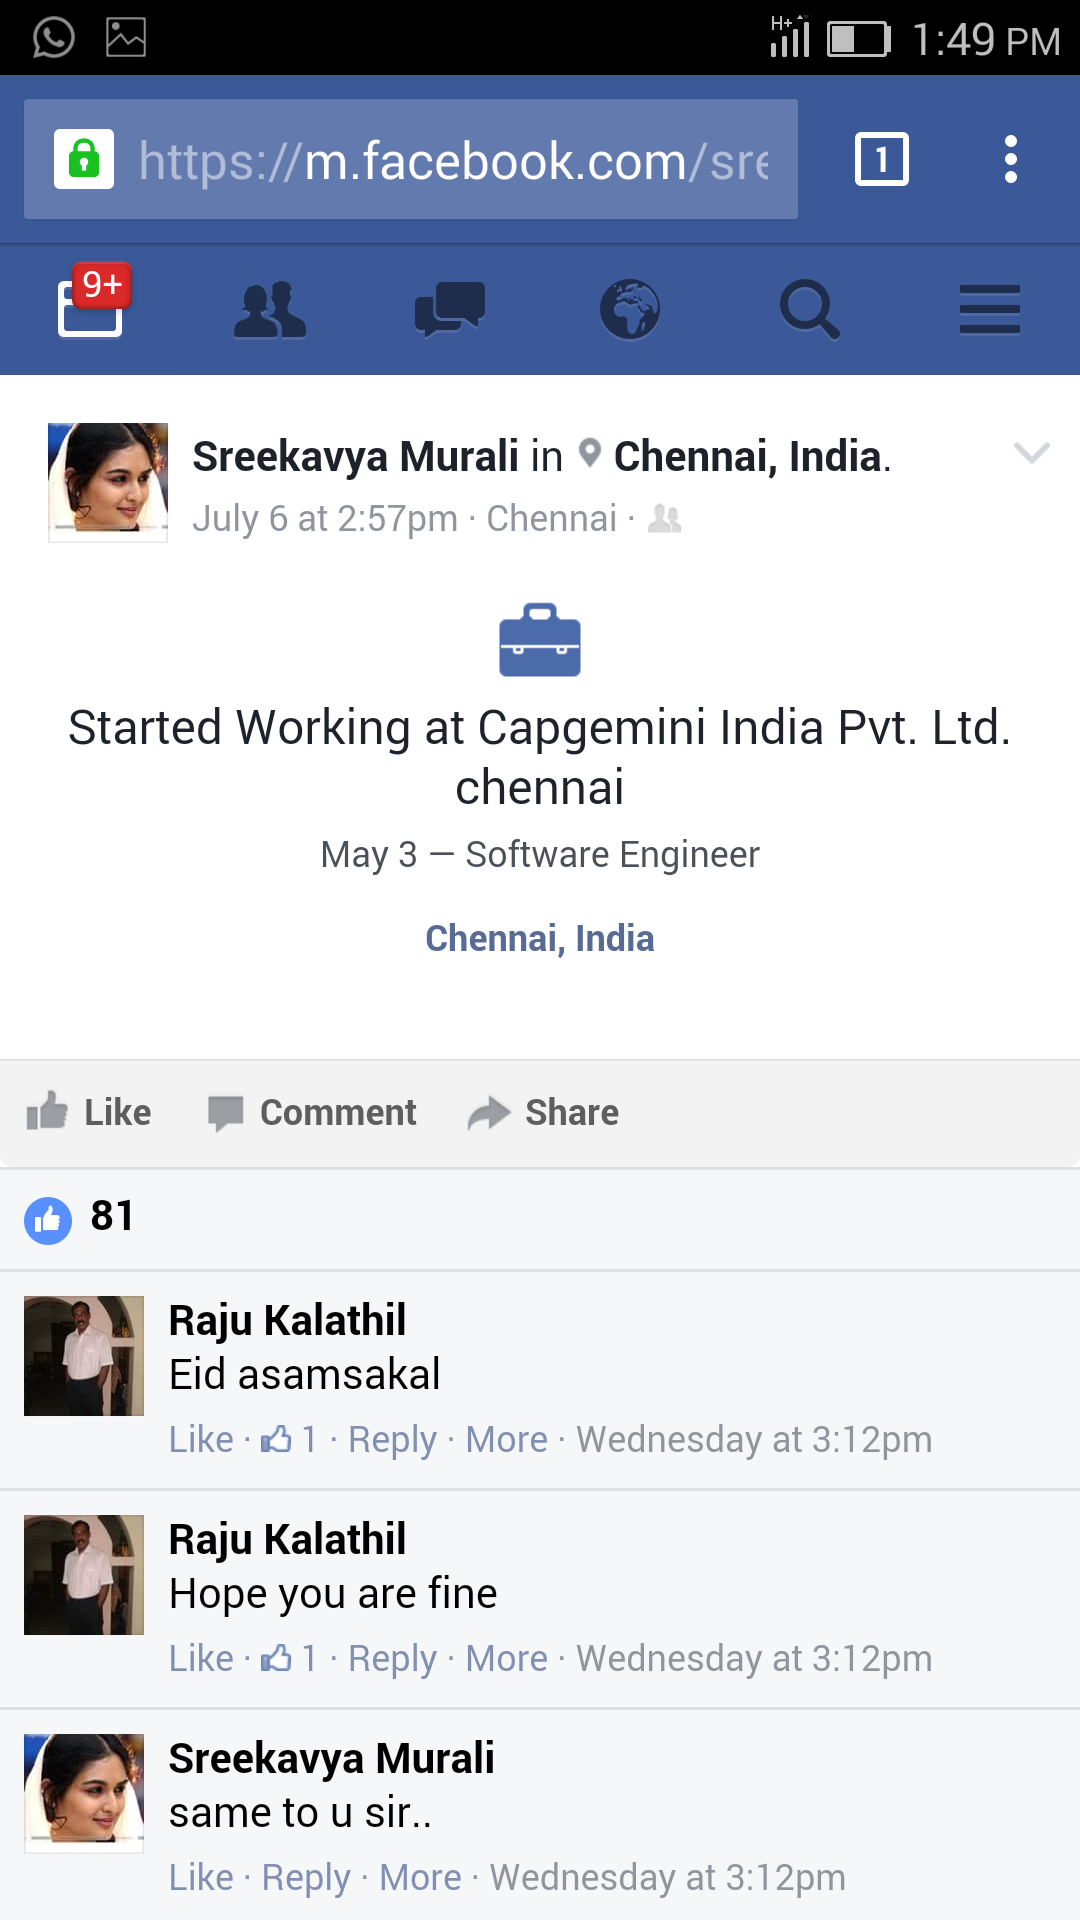 H+
1:49 PM
https://m.facebook.com/sre
1
9+
Sreekavya Murali in Chennai, India.
July 6 at 2:57pm · Chennai ·
Started Working at Capgemini India Pvt. Ltd.
chennai
May 3 — Software Engineer
Chennai, India
Like Comment Share
81
Raju Kalathil
Eid asamsakal
Like · 1 · Reply · More · Wednesday at 3:12pm
Raju Kalathil
Hope you are fine
Like · 1 · Reply · More · Wednesday at 3:12pm
Sreekavya Murali
same to u sir..
Like · Reply · More · Wednesday at 3:12pm